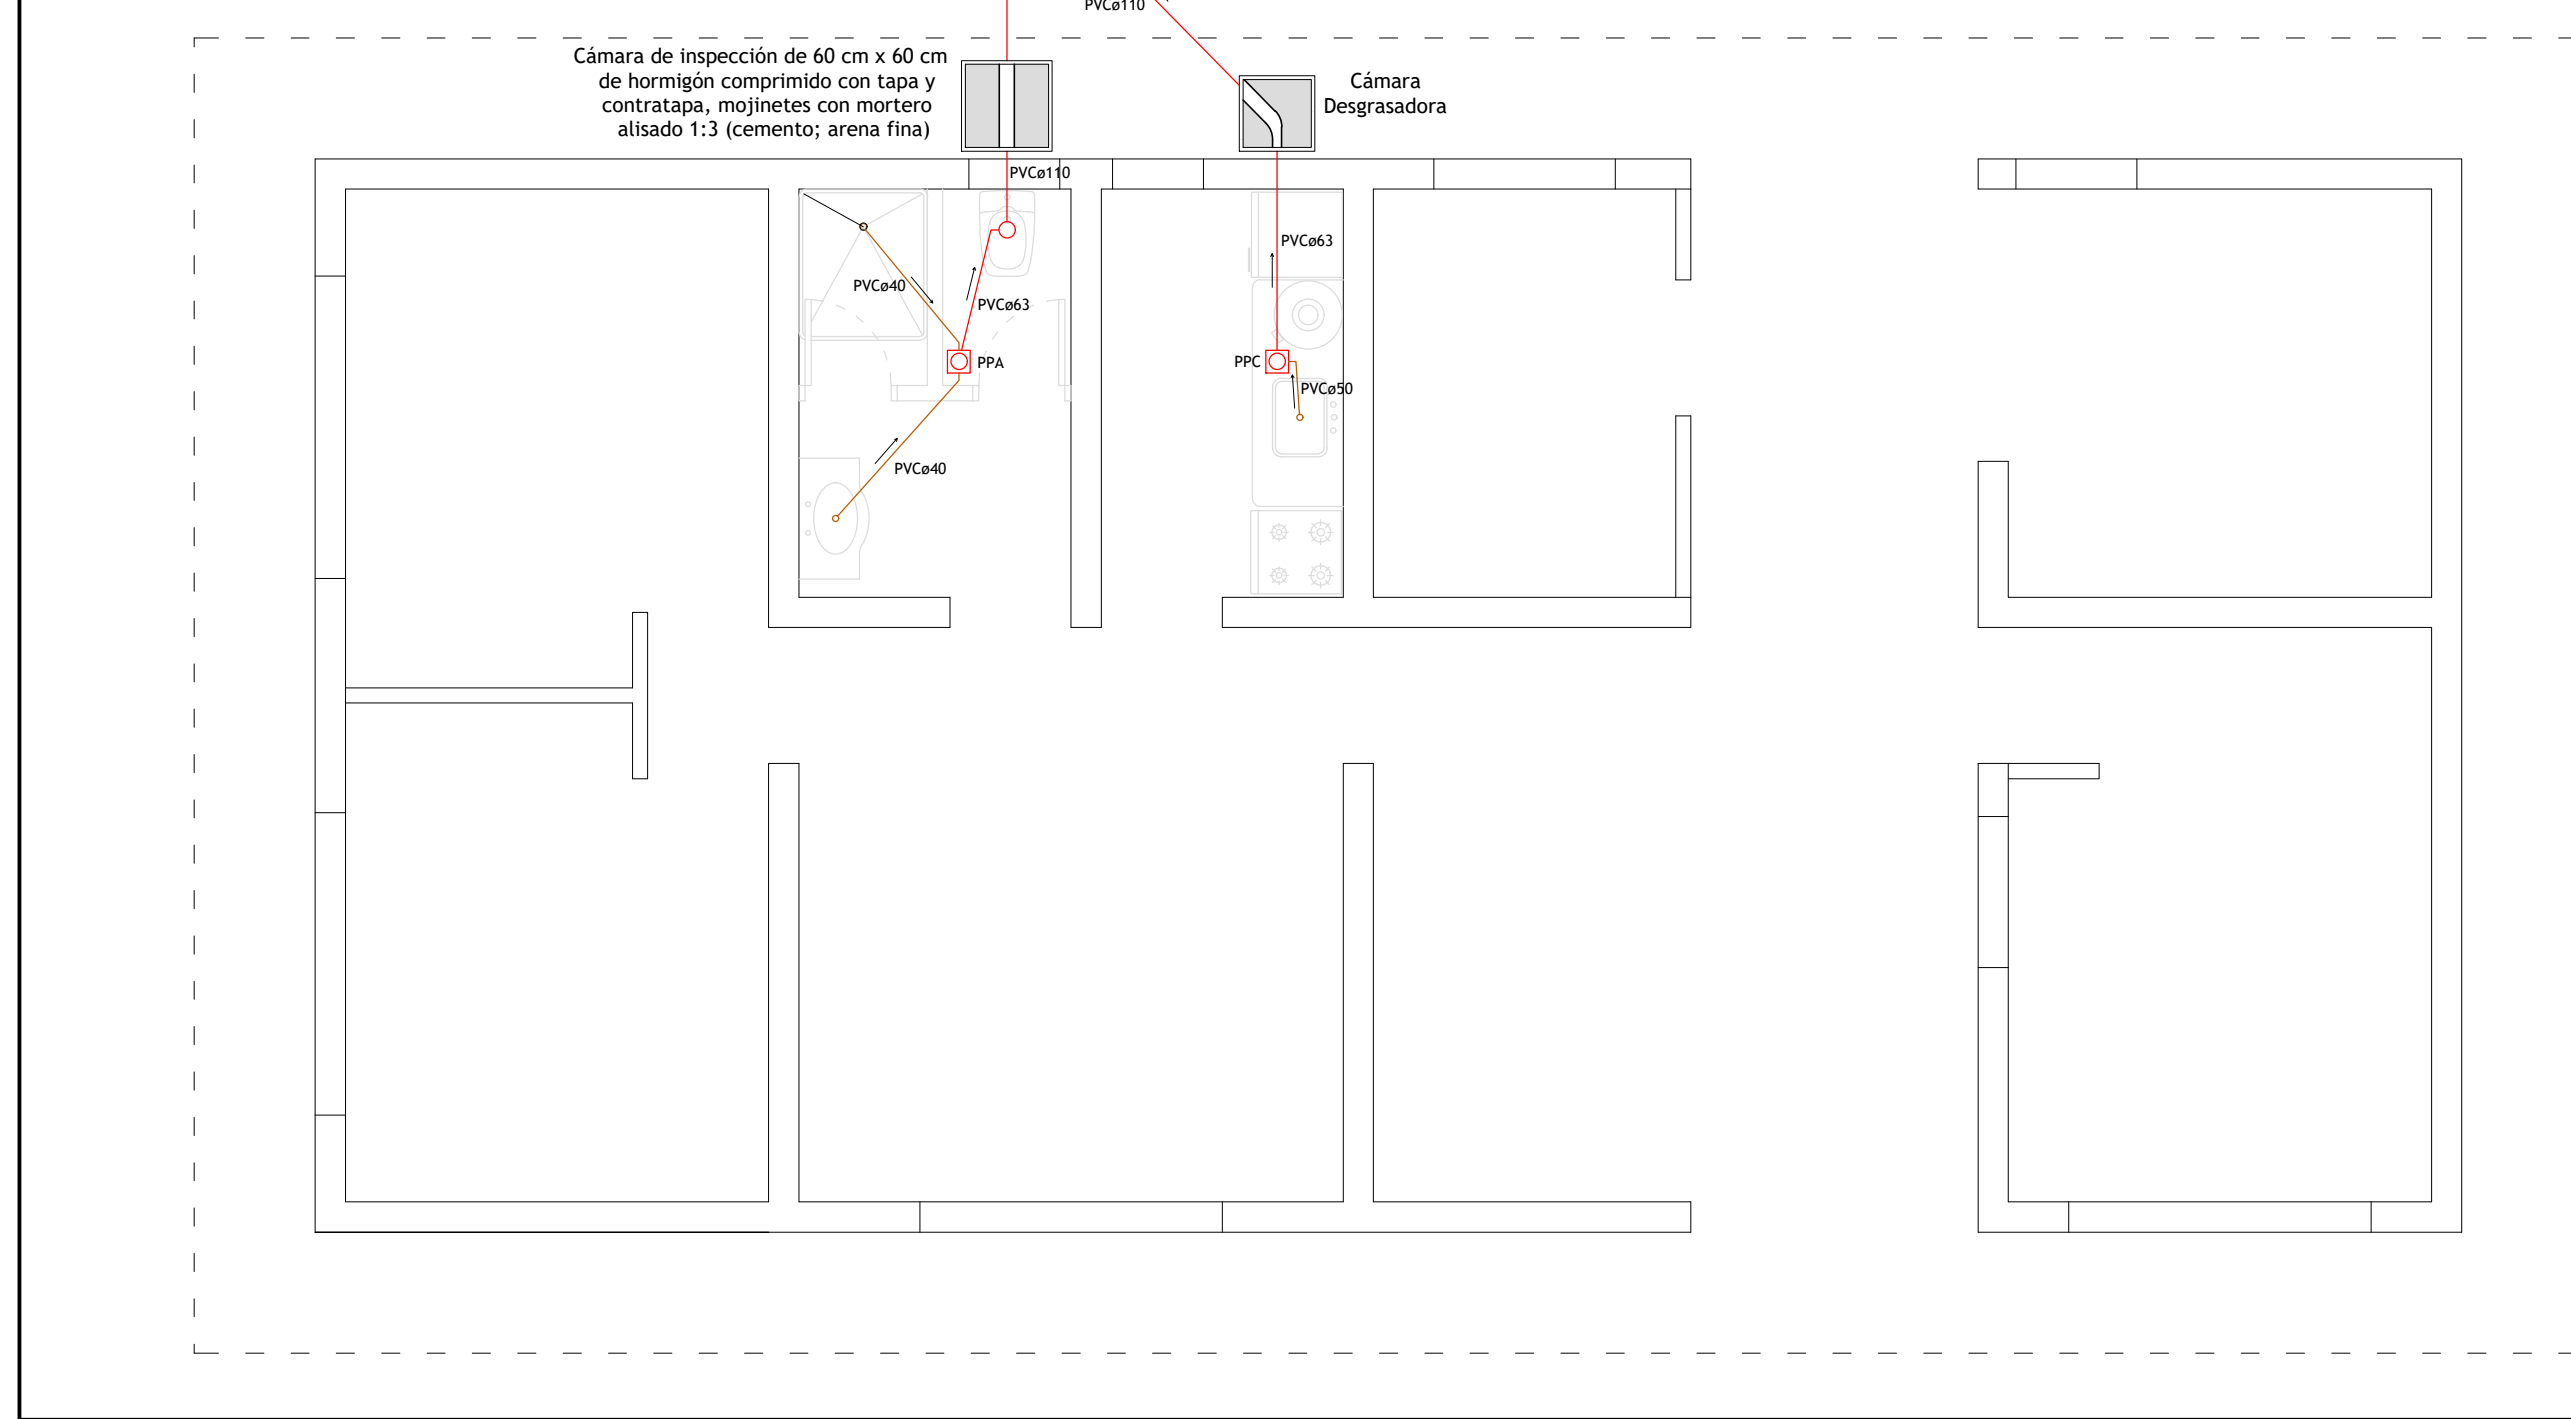 PVCø110
Cámara de inspección de 60 cm x 60 cm
de hormigón comprimido con tapa y
contratapa, mojinetes con mortero
alisado 1:3 (cemento; arena fina)
Cámara
Desgrasadora
PVCø110
PVCø63
PVCø40
PVCø63
PPA
PPC
PVCø50
PVCø40